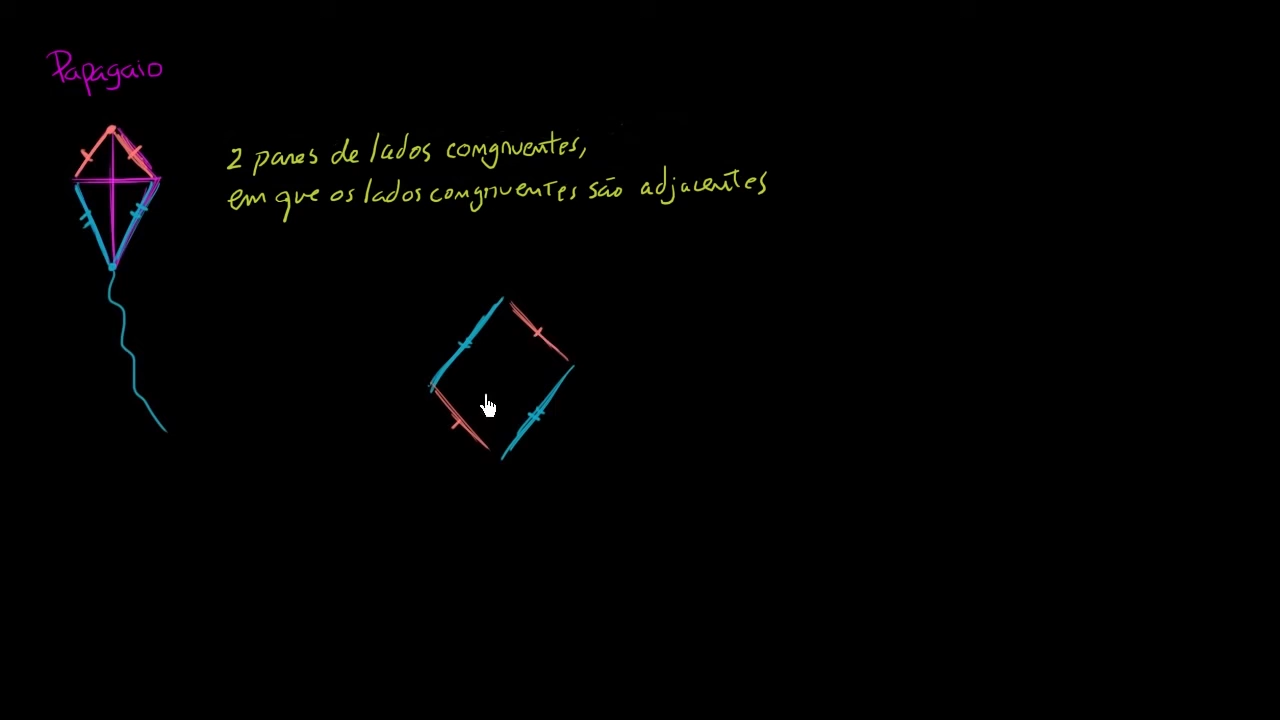 Papagaio
2 pares de lados congruentes,
em que os lados congruentes são adjacentes